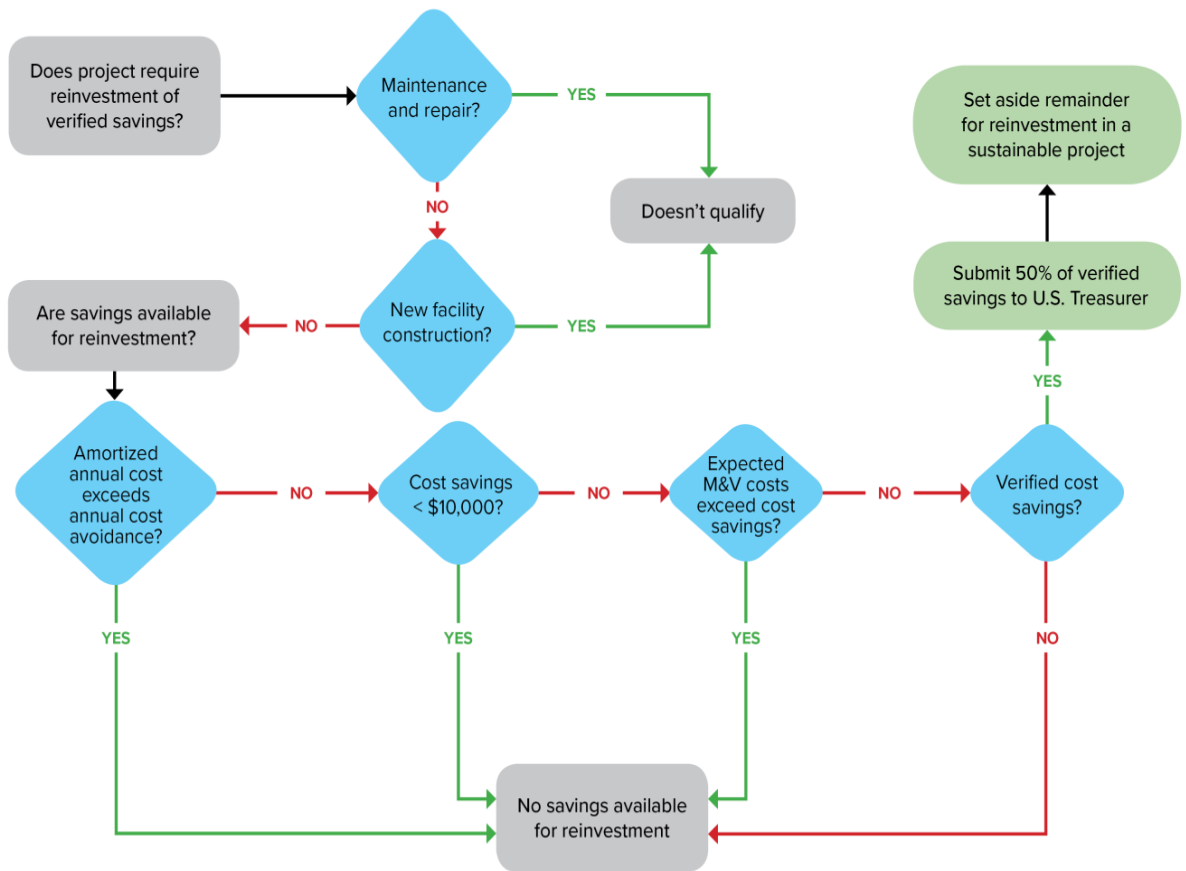 Does project require
reinvestment of
verified savings?
Maintenance
and repair?
YES
Set aside remainder
for reinvestment in a
sustainable project
NO
Doesn't qualify
Submit 50% of verified
savings to U.S. Treasurer
Are savings available
for reinvestment?
NO
New facility
construction?
YES
YES
Amortized
annual cost
exceeds
annual cost
avoidance?
NO
Cost savings
< $10,000?
NO
Expected
M&V costs
exceed cost
savings?
NO
Verified cost
savings?
YES
YES
YES
NO
No savings available
for reinvestment